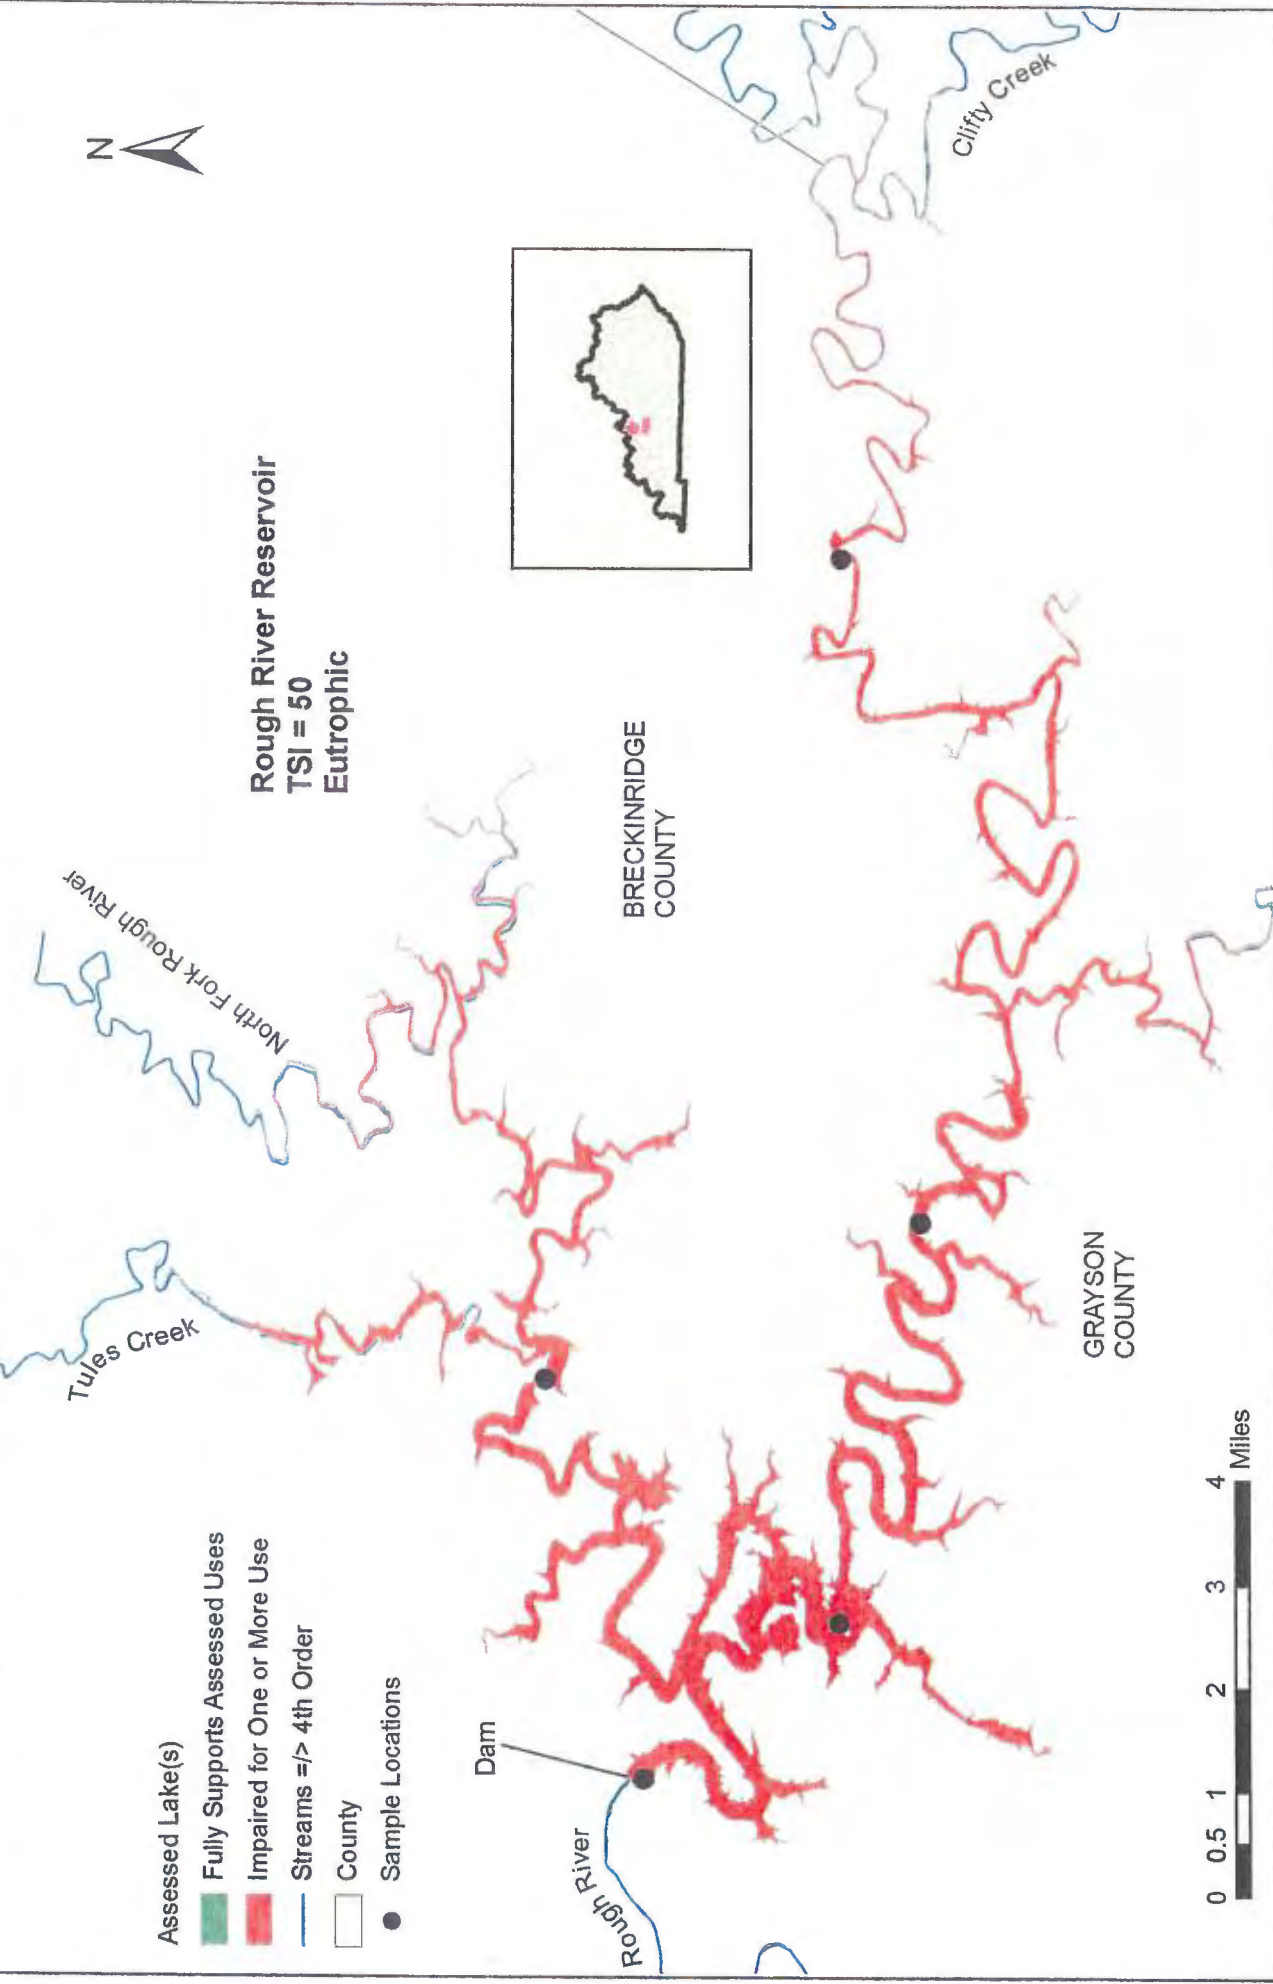 Assessed Lake(s)
Fully Supports Assessed Uses
Impaired for One or More Use
Streams =/> 4th Order
County
Sample Locations
Tules Creek
North Fork Rough River
N
Rough River Reservoir
TSI = 50
Eutrophic
Dam
Rough River
BRECKINRIDGE
COUNTY
Clifty Creek
GRAYSON
COUNTY
0 0.5 1 2 3 4
Miles